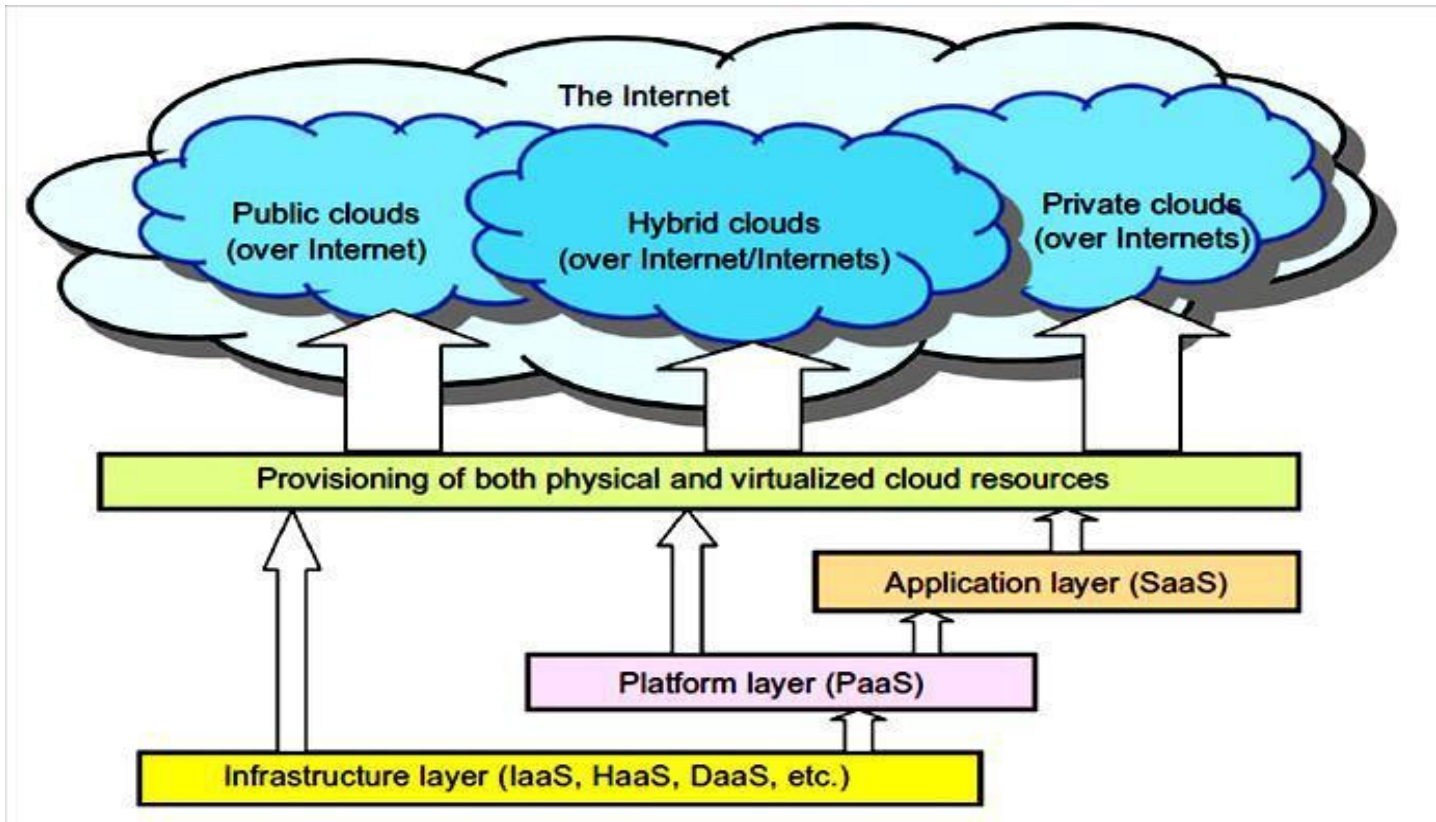 The Internet
Public clouds
(over Internet)
Hybrid clouds
(over Internet/Internets)
Private clouds
(over Internets)
Provisioning of both physical and virtualized cloud resources
Application layer (SaaS)
Platform layer (PaaS)
Infrastructure layer (IaaS, HaaS, DaaS, etc.)